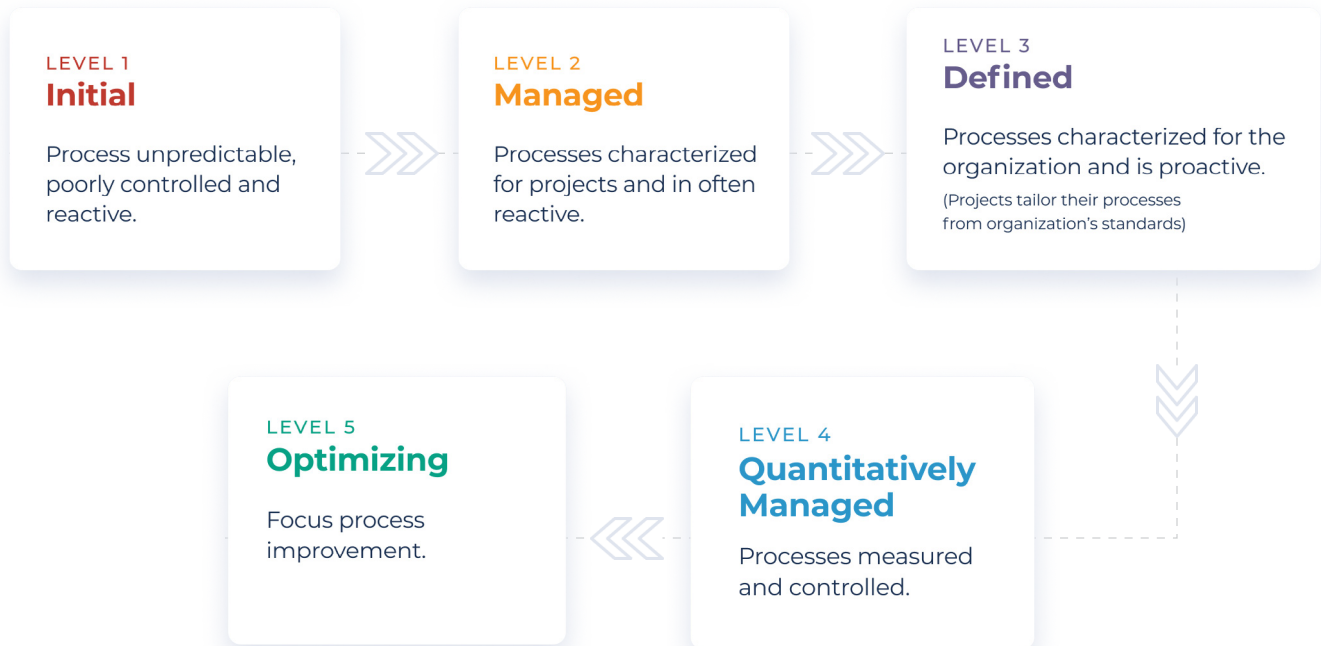 LEVEL 1
Initial
Process unpredictable,
poorly controlled and
reactive.
LEVEL 2
Managed
Processes characterized
for projects and in often
reactive.
LEVEL 3
Defined
Processes characterized for the
organization and is proactive.
(Projects tailor their processes
from organization's standards)
LEVEL 4
Quantitatively
Managed
Processes measured
and controlled.
LEVEL 5
Optimizing
Focus process
improvement.